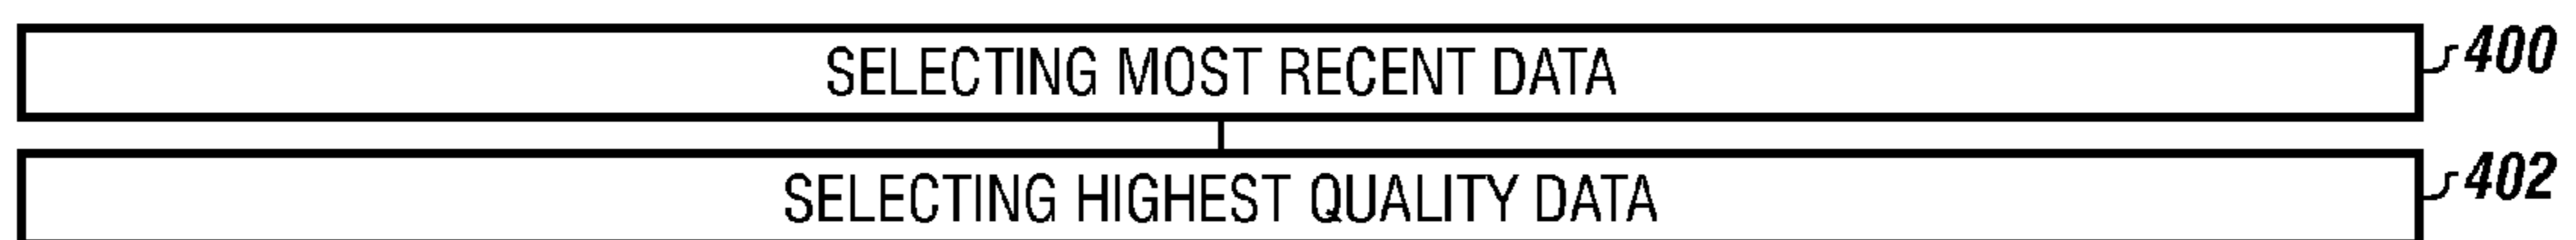 SELECTING MOST RECENT DATA 400
SELECTING HIGHEST QUALITY DATA 402